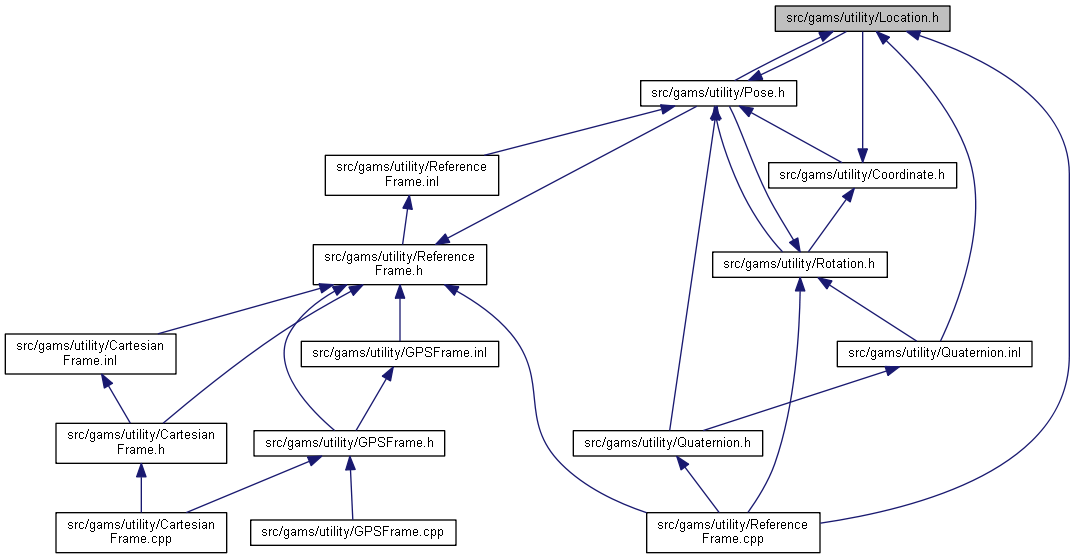 src/gams/utility/Location.h
src/gams/utility/Pose.h
src/gams/utility/Reference
Frame.inl
src/gams/utility/Coordinate.h
src/gams/utility/Reference
Frame.h
src/gams/utility/Rotation.h
src/gams/utility/Cartesian
Frame.inl
src/gams/utility/GPSFrame.inl
src/gams/utility/Quaternion.inl
src/gams/utility/Cartesian
Frame.h
src/gams/utility/GPSFrame.h
src/gams/utility/Quaternion.h
src/gams/utility/Cartesian
Frame.cpp
src/gams/utility/GPSFrame.cpp
src/gams/utility/Reference
Frame.cpp